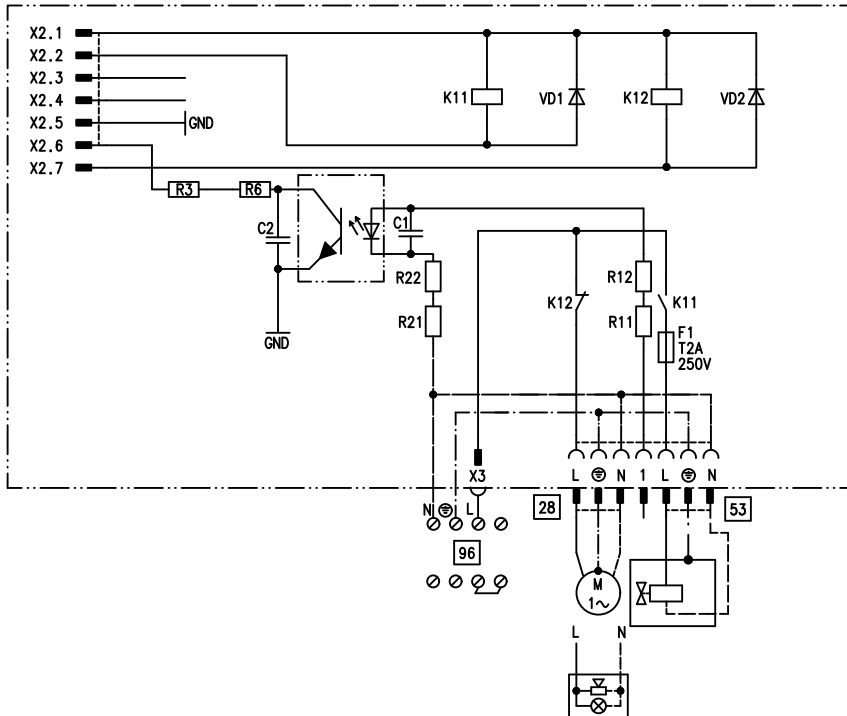 X2.1
X2.2
X2.3
X2.4
X2.5
X2.6
X2.7
GND
K11
VD1
K12
VD2
R3
R6
C2
C1
GND
R22
R21
K12
R12
R11
K11
F1
T2A
250V
X3
L
N
1
L
N
N
L
28
53
96
M
1~
L
N